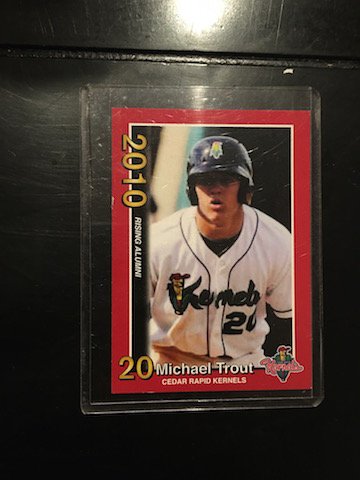 2010
RISING ALUMNI
Kernels
20
20 Michael Trout
CEDAR RAPID KERNELS
Kernels